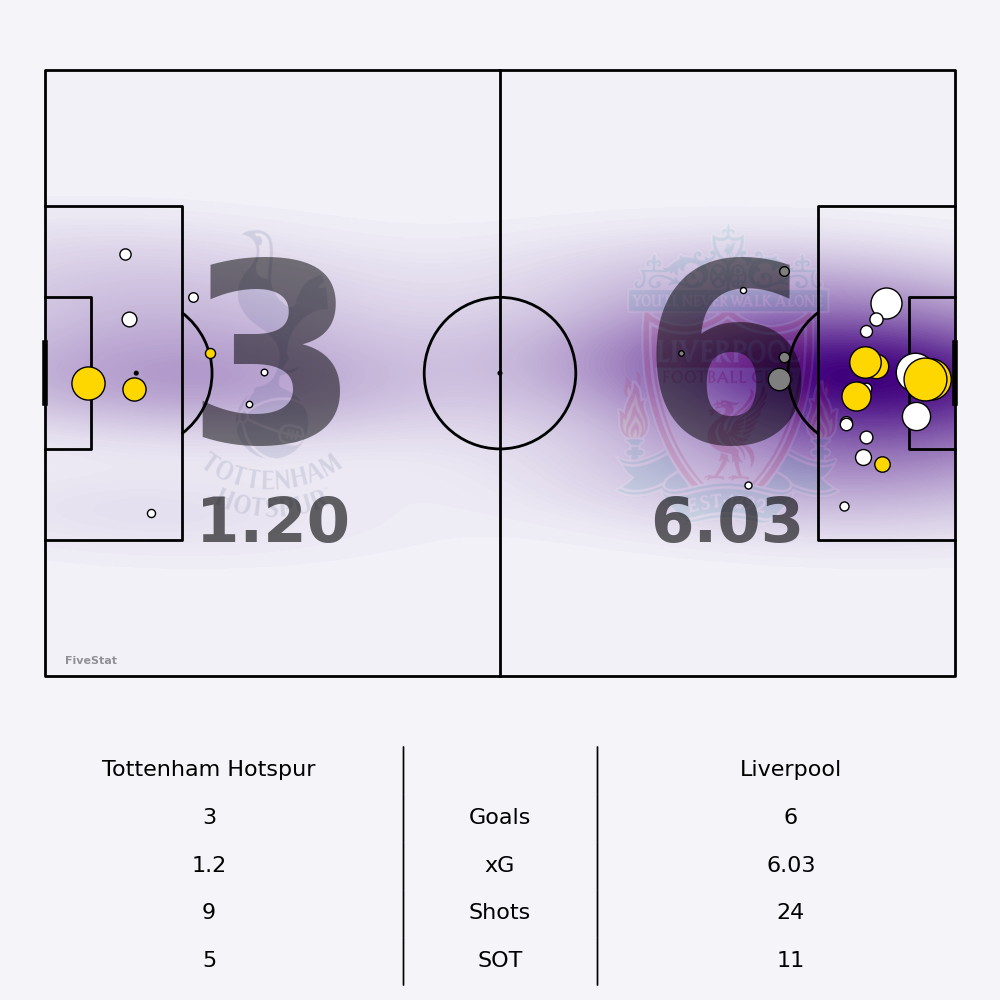 3
6
YOU'LL NEVER WALK ALONE
LIVERPOOL
FOOTBALL CLUB
TOTTENHAM
HOTSPUR
EST
1.20
6.03
FiveStat
Tottenham Hotspur
Liverpool
3
Goals
6
1.2
xG
6.03
9
Shots
24
5
SOT
11